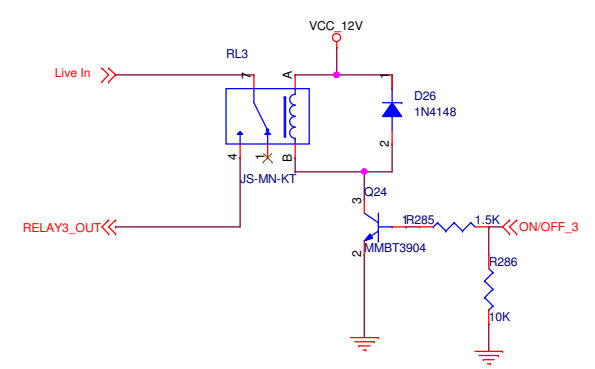 VCC_12V
RL3
Live In
7
A
1
D26
1N4148
2
4
1
B
JS-MN-KT
3
Q24
RELAY3_OUT
1
R285
1.5K
ON/OFF_3
MMBT3904
2
R286
10K